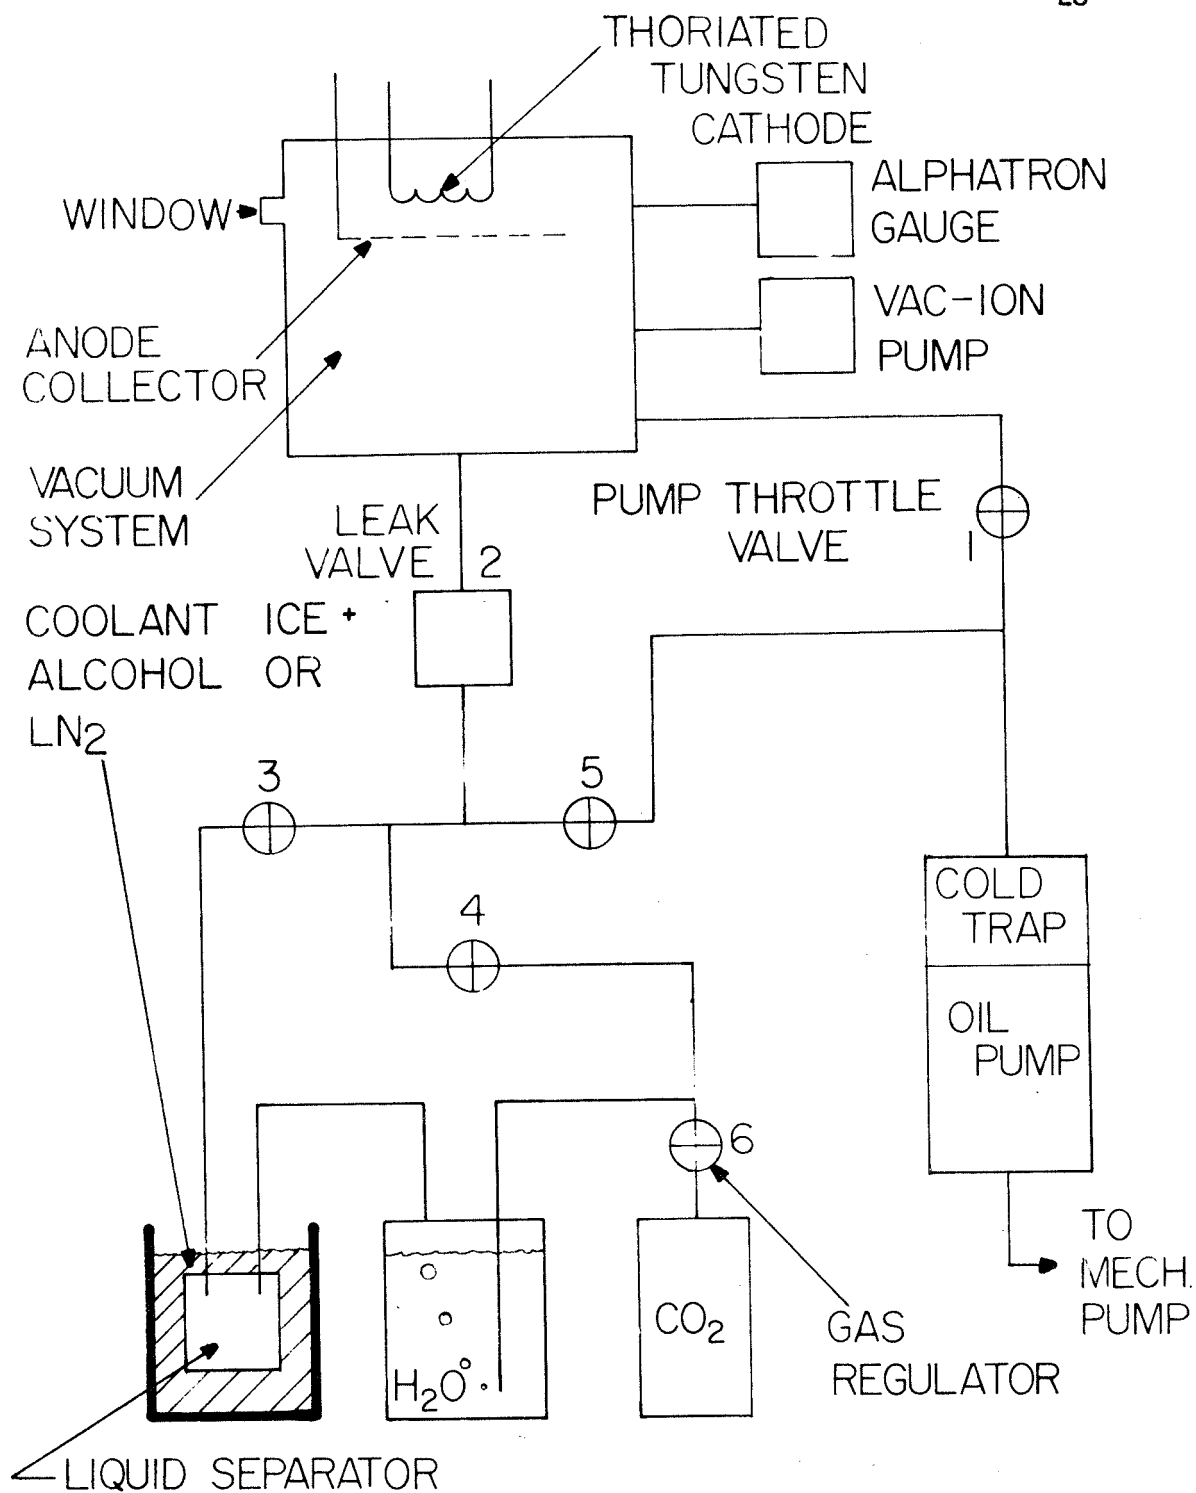 THORIATED
TUNGSTEN
CATHODE
WINDOW
ALPHATRON
GAUGE
VAC-ION
PUMP
ANODE
COLLECTOR
VACUUM
SYSTEM
LEAK
VALVE 2
PUMP THROTTLE
VALVE 1
COOLANT ICE +
ALCOHOL OR
LN2
3
5
4
COLD
TRAP
OIL
PUMP
6
TO
MECH.
PUMP
H2O
CO2
GAS
REGULATOR
LIQUID SEPARATOR